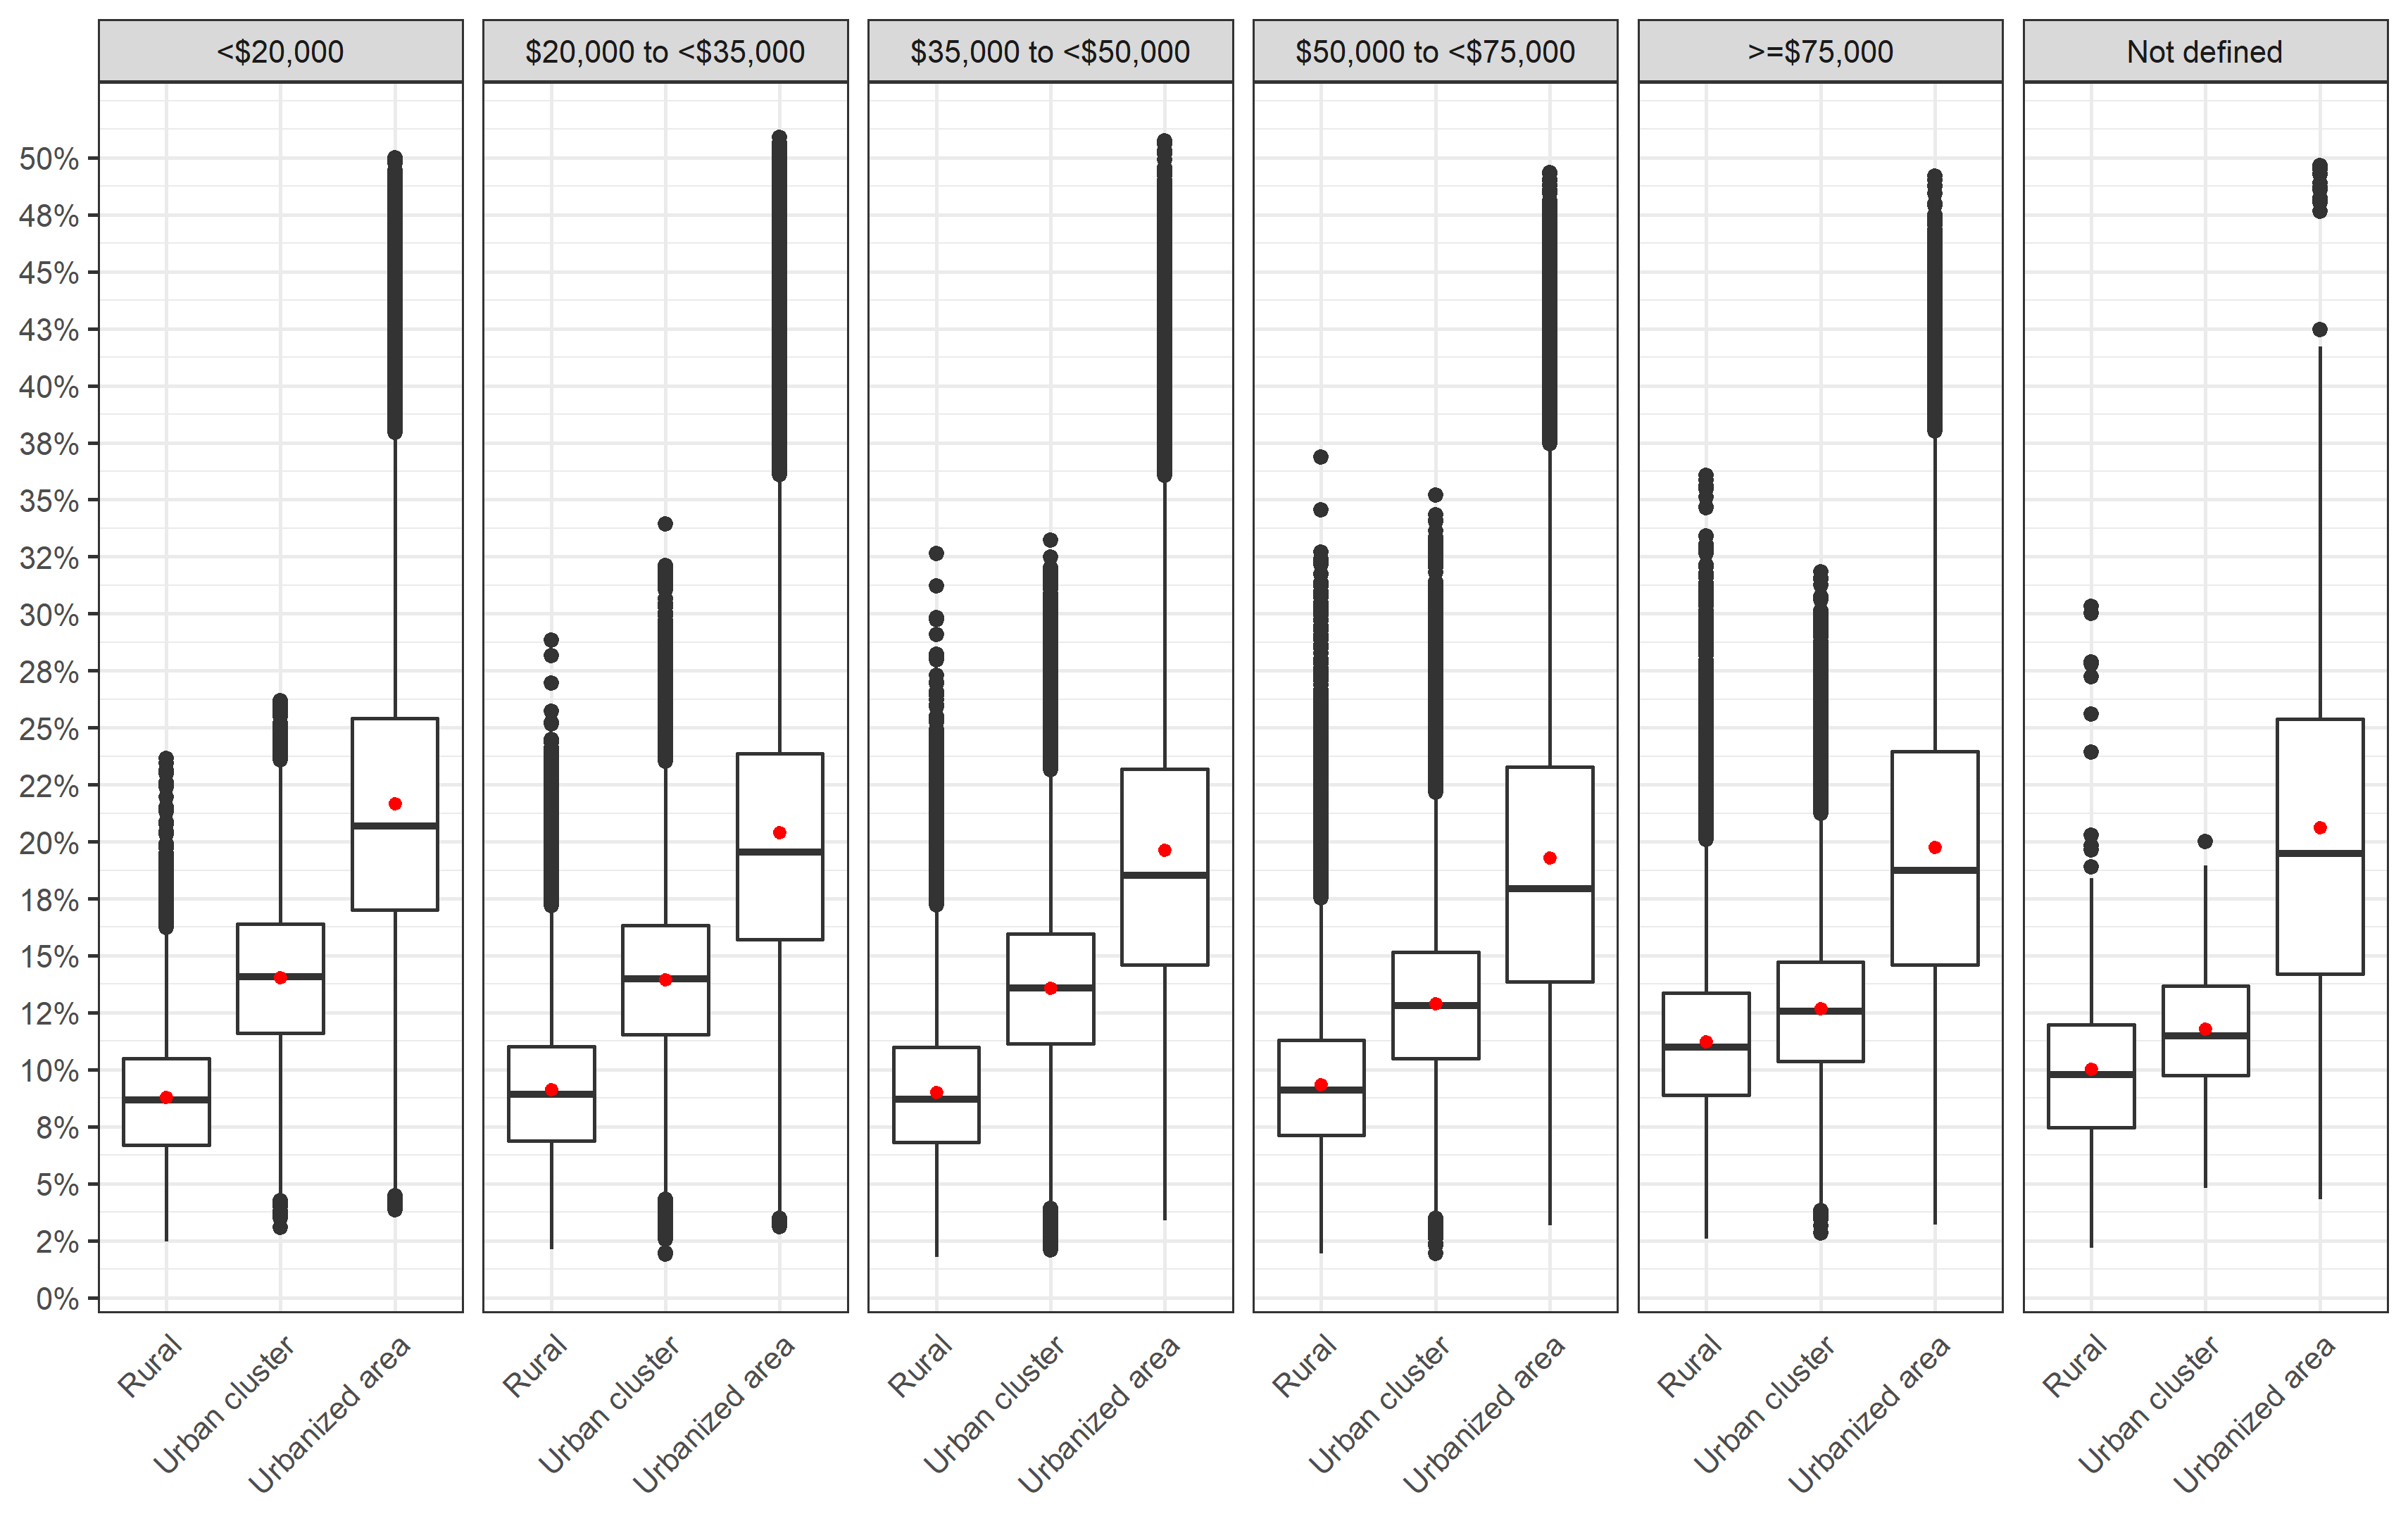 <$20,000
$20,000 to <$35,000
$35,000 to <$50,000
$50,000 to <$75,000
>=$75,000
Not defined
50%
48%
45%
43%
40%
38%
35%
32%
30%
28%
25%
22%
20%
18%
15%
12%
10%
8%
5%
2%
0%
Rural
Urban cluster
Urbanized area
Rural
Urban cluster
Urbanized area
Rural
Urban cluster
Urbanized area
Rural
Urban cluster
Urbanized area
Rural
Urban cluster
Urbanized area
Rural
Urban cluster
Urbanized area